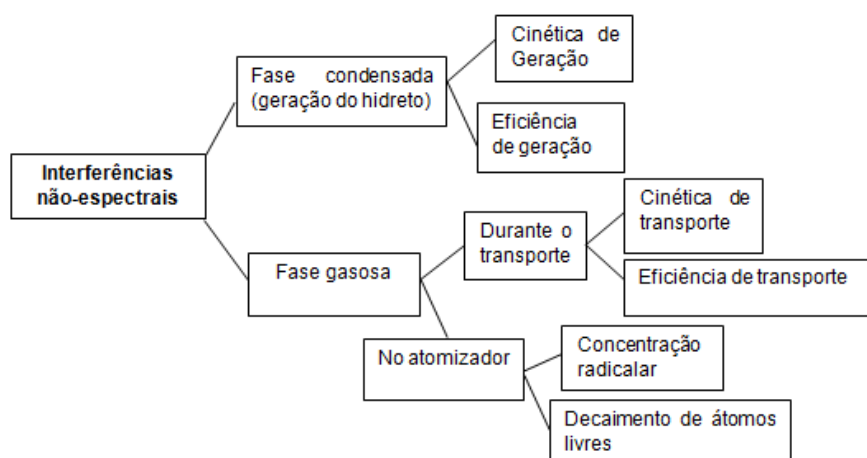 Interferências
não-espectrais
Fase condensada
(geração do hidreto)
Cinética de
Geração
Eficiência
de geração
Fase gasosa
Durante o
transporte
Cinética de
transporte
Eficiência de transporte
No atomizador
Concentração
radicalar
Decaimento de átomos
livres